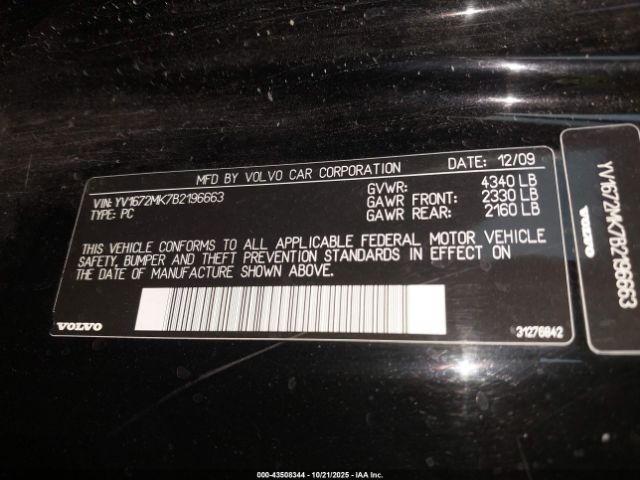 MFD BY VOLVO CAR CORPORATION DATE: 12/09
VIN: YV1672MK7B2196663
TYPE: PC
GVWR: 4340 LB
GAWR FRONT: 2330 LB
GAWR REAR: 2160 LB
THIS VEHICLE CONFORMS TO ALL APPLICABLE FEDERAL MOTOR VEHICLE
SAFETY, BUMPER AND THEFT PREVENTION STANDARDS IN EFFECT ON
THE DATE OF MANUFACTURE SHOWN ABOVE.
VOLVO
31276842
YV1672MK7B2196663
VOLVO
000-43508344 - 10/21/2025 - IAA Inc.